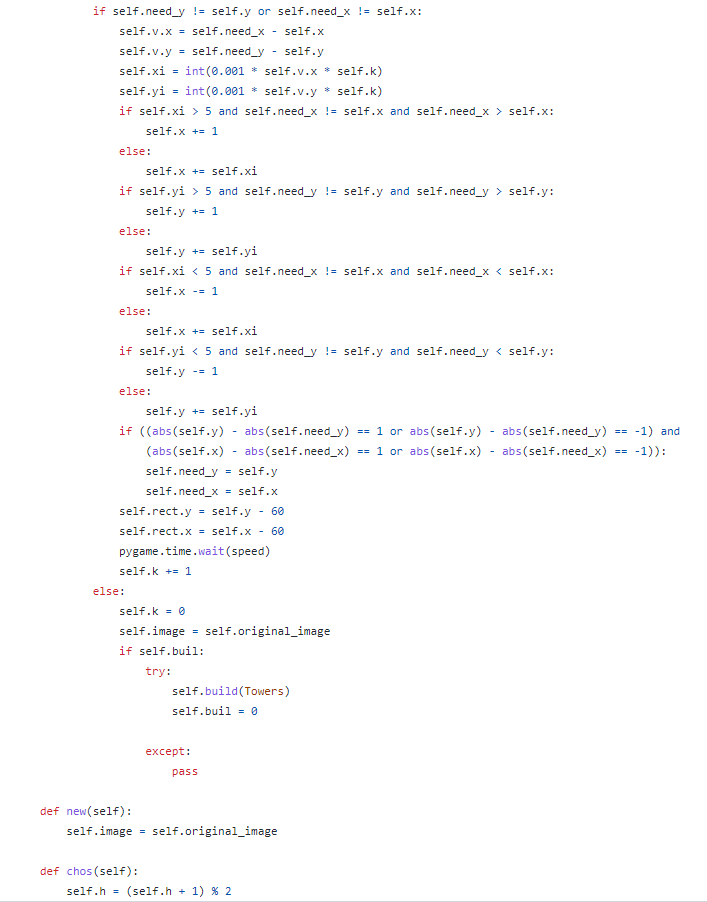 if self.need_y != self.y or self.need_x != self.x:
self.v.x = self.need_x - self.x
self.v.y = self.need_y - self.y
self.xi = int(0.001 * self.v.x * self.k)
self.yi = int(0.001 * self.v.y * self.k)
if self.xi > 5 and self.need_x != self.x and self.need_x > self.x:
self.x += 1
else:
self.x += self.xi
if self.yi > 5 and self.need_y != self.y and self.need_y > self.y:
self.y += 1
else:
self.y += self.yi
if self.xi < 5 and self.need_x != self.x and self.need_x < self.x:
self.x -= 1
else:
self.x += self.xi
if self.yi < 5 and self.need_y != self.y and self.need_y < self.y:
self.y -= 1
else:
self.y += self.yi
if ((abs(self.y) - abs(self.need_y) == 1 or abs(self.y) - abs(self.need_y) == -1) and
(abs(self.x) - abs(self.need_x) == 1 or abs(self.x) - abs(self.need_x) == -1)):
self.need_y = self.y
self.need_x = self.x
self.rect.y = self.y - 60
self.rect.x = self.x - 60
pygame.time.wait(speed)
self.k += 1
else:
self.k = 0
self.image = self.original_image
if self.buil:
try:
self.build(Towers)
self.buil = 0
except:
pass
def new(self):
self.image = self.original_image
def chos(self):
self.h = (self.h + 1) % 2